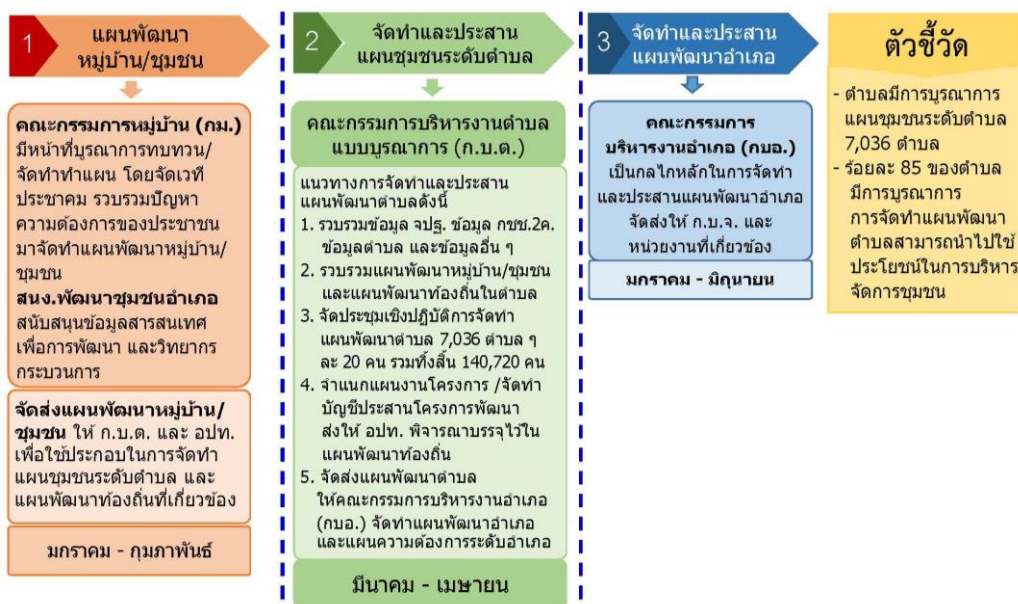 1
แผนพัฒนา
หมู่บ้าน/ชุมชน
คณะกรรมการหมู่บ้าน (กม.)
มีหน้าที่บูรณาการทบทวน/
จัดทำทำแผน โดยจัดเวที
ประชาคม รวบรวมปัญหา
ความต้องการของประชาชน
มาจัดทำแผนพัฒนาหมู่บ้าน/
ชุมชน
สนง.พัฒนาชุมชนอำเภอ
สนับสนุนข้อมูลสารสนเทศ
เพื่อการพัฒนา และวิทยากร
กระบวนการ
จัดส่งแผนพัฒนาหมู่บ้าน/
ชุมชน ให้ ก.บ.ต. และ อปท.
เพื่อใช้ประกอบในการจัดทำ
แผนชุมชนระดับตำบล และ
แผนพัฒนาท้องถิ่นที่เกี่ยวข้อง
มกราคม - กุมภาพันธ์
2
จัดทำและประสาน
แผนชุมชนระดับตำบล
คณะกรรมการบริหารงานตำบล
แบบบูรณาการ (ก.บ.ต.)
แนวทางการจัดทำและประสาน
แผนพัฒนาตำบลดังนี้
1. รวบรวมข้อมูล จปฐ. ข้อมูล กชช.2ค.
ข้อมูลตำบล และข้อมูลอื่น ๆ
2. รวบรวมแผนพัฒนาหมู่บ้าน/ชุมชน
และแผนพัฒนาท้องถิ่นในตำบล
3. จัดประชุมเชิงปฏิบัติการจัดทำ
แผนพัฒนาตำบล 7,036 ตำบล ๆ
ละ 20 คน รวมทั้งสิ้น 140,720 คน
4. จำแนกแผนงานโครงการ /จัดทำ
บัญชีประสานโครงการพัฒนา
ส่งให้ อปท. พิจารณาบรรจุไว้ใน
แผนพัฒนาท้องถิ่น
5. จัดส่งแผนพัฒนาตำบล
ให้คณะกรรมการบริหารงานอำเภอ
(กบอ.) จัดทำแผนพัฒนาอำเภอ
และแผนความต้องการระดับอำเภอ
มีนาคม - เมษายน
3
จัดทำและประสาน
แผนพัฒนาอำเภอ
คณะกรรมการ
บริหารงานอำเภอ (กบอ.)
เป็นกลไกหลักในการจัดทำ
และประสานแผนพัฒนาอำเภอ
จัดส่งให้ ก.บ.จ. และ
หน่วยงานที่เกี่ยวข้อง
มกราคม - มิถุนายน
ตัวชี้วัด
- ตำบลมีการบูรณาการ
แผนชุมชนระดับตำบล
7,036 ตำบล
- ร้อยละ 85 ของตำบล
มีการบูรณาการ
การจัดทำแผนพัฒนา
ตำบลสามารถนำไปใช้
ประโยชน์ในการบริหาร
จัดการชุมชน